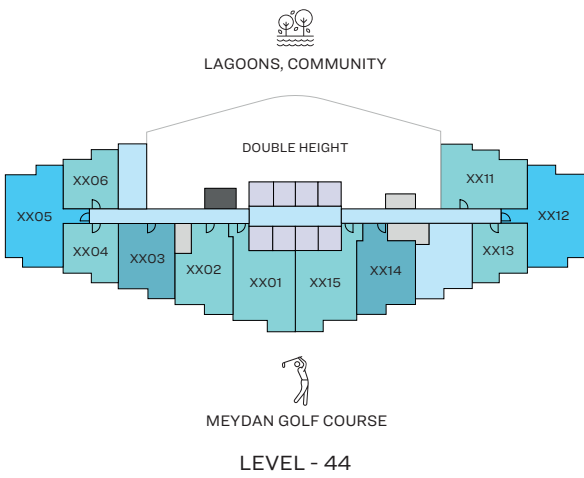 LAGOONS, COMMUNITY
DOUBLE HEIGHT
XX06
XX11
XX05
XX12
XX04
XX03
XX02
XX01
XX15
XX14
XX13
MEYDAN GOLF COURSE
LEVEL - 44